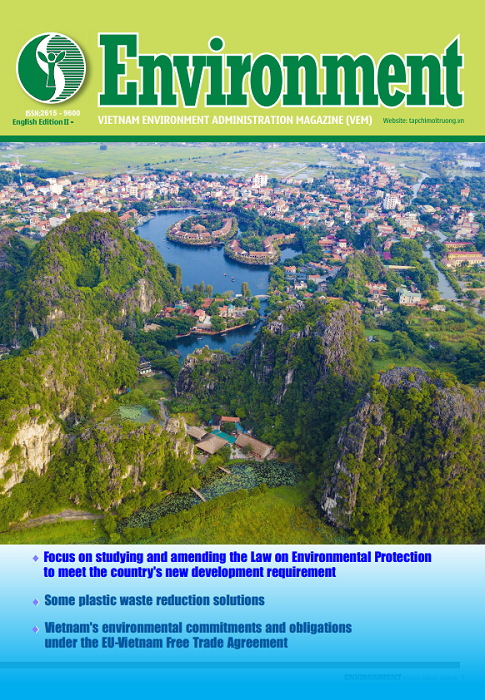 Environment
ISSN:2615 - 9600
English Edition II •
VIETNAM ENVIRONMENT ADMINISTRATION MAGAZINE (VEM)
Website: tapchimoitruong.vn
Focus on studying and amending the Law on Environmental Protection
to meet the country's new development requirement
Some plastic waste reduction solutions
Vietnam's environmental commitments and obligations
under the EU-Vietnam Free Trade Agreement
ENVIRONMENT